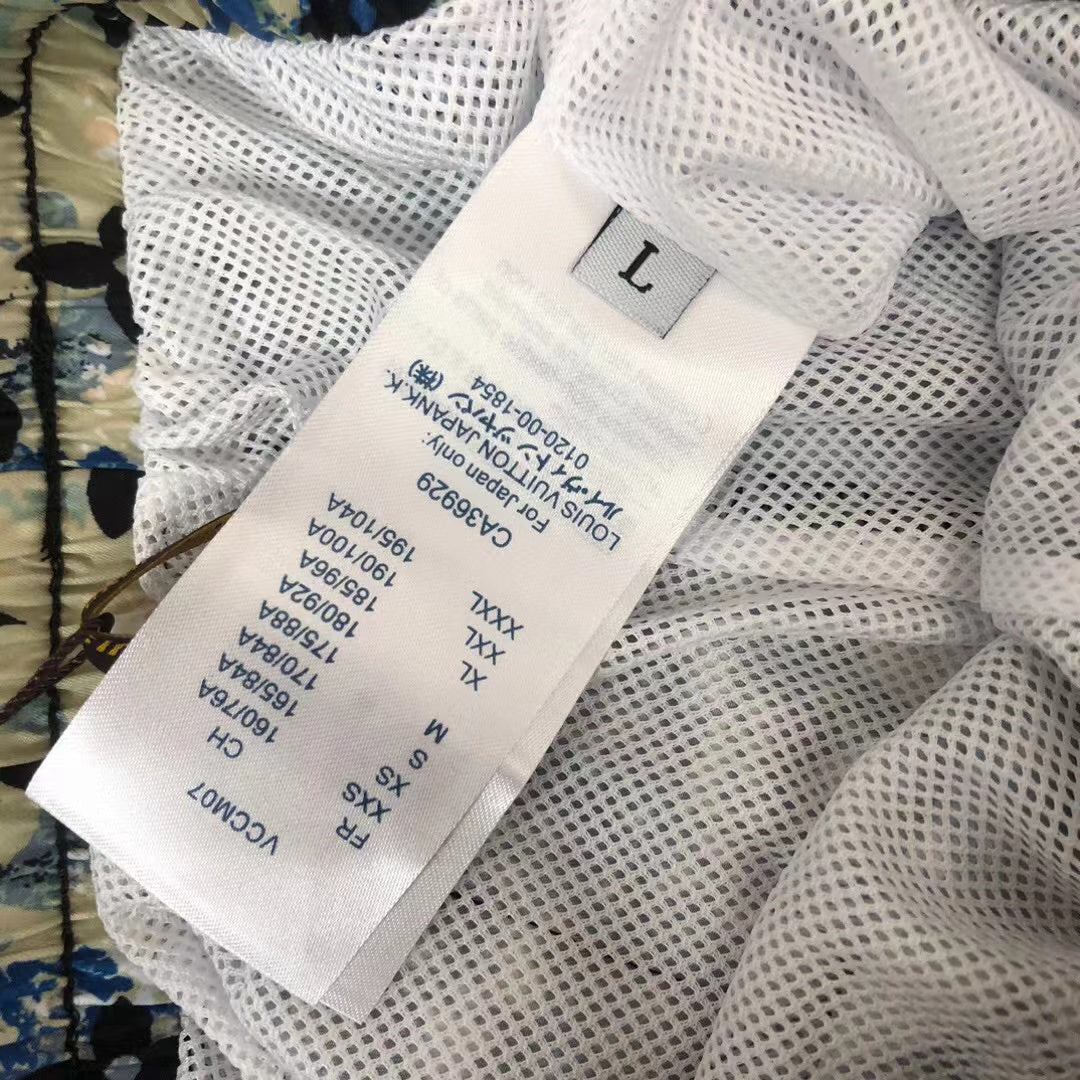 VCCM07
FR CH
XXS 160/76A
XS 165/84A
S 170/84A
M 175/88A
180/92A
XL 185/96A
XXL 190/100A
XXXL 195/104A
CA36929
For Japan only:
LOUIS VUITTON JAPANK.K.
ルイ・ヴィトンジャパン (株)
0120-00-1854
L